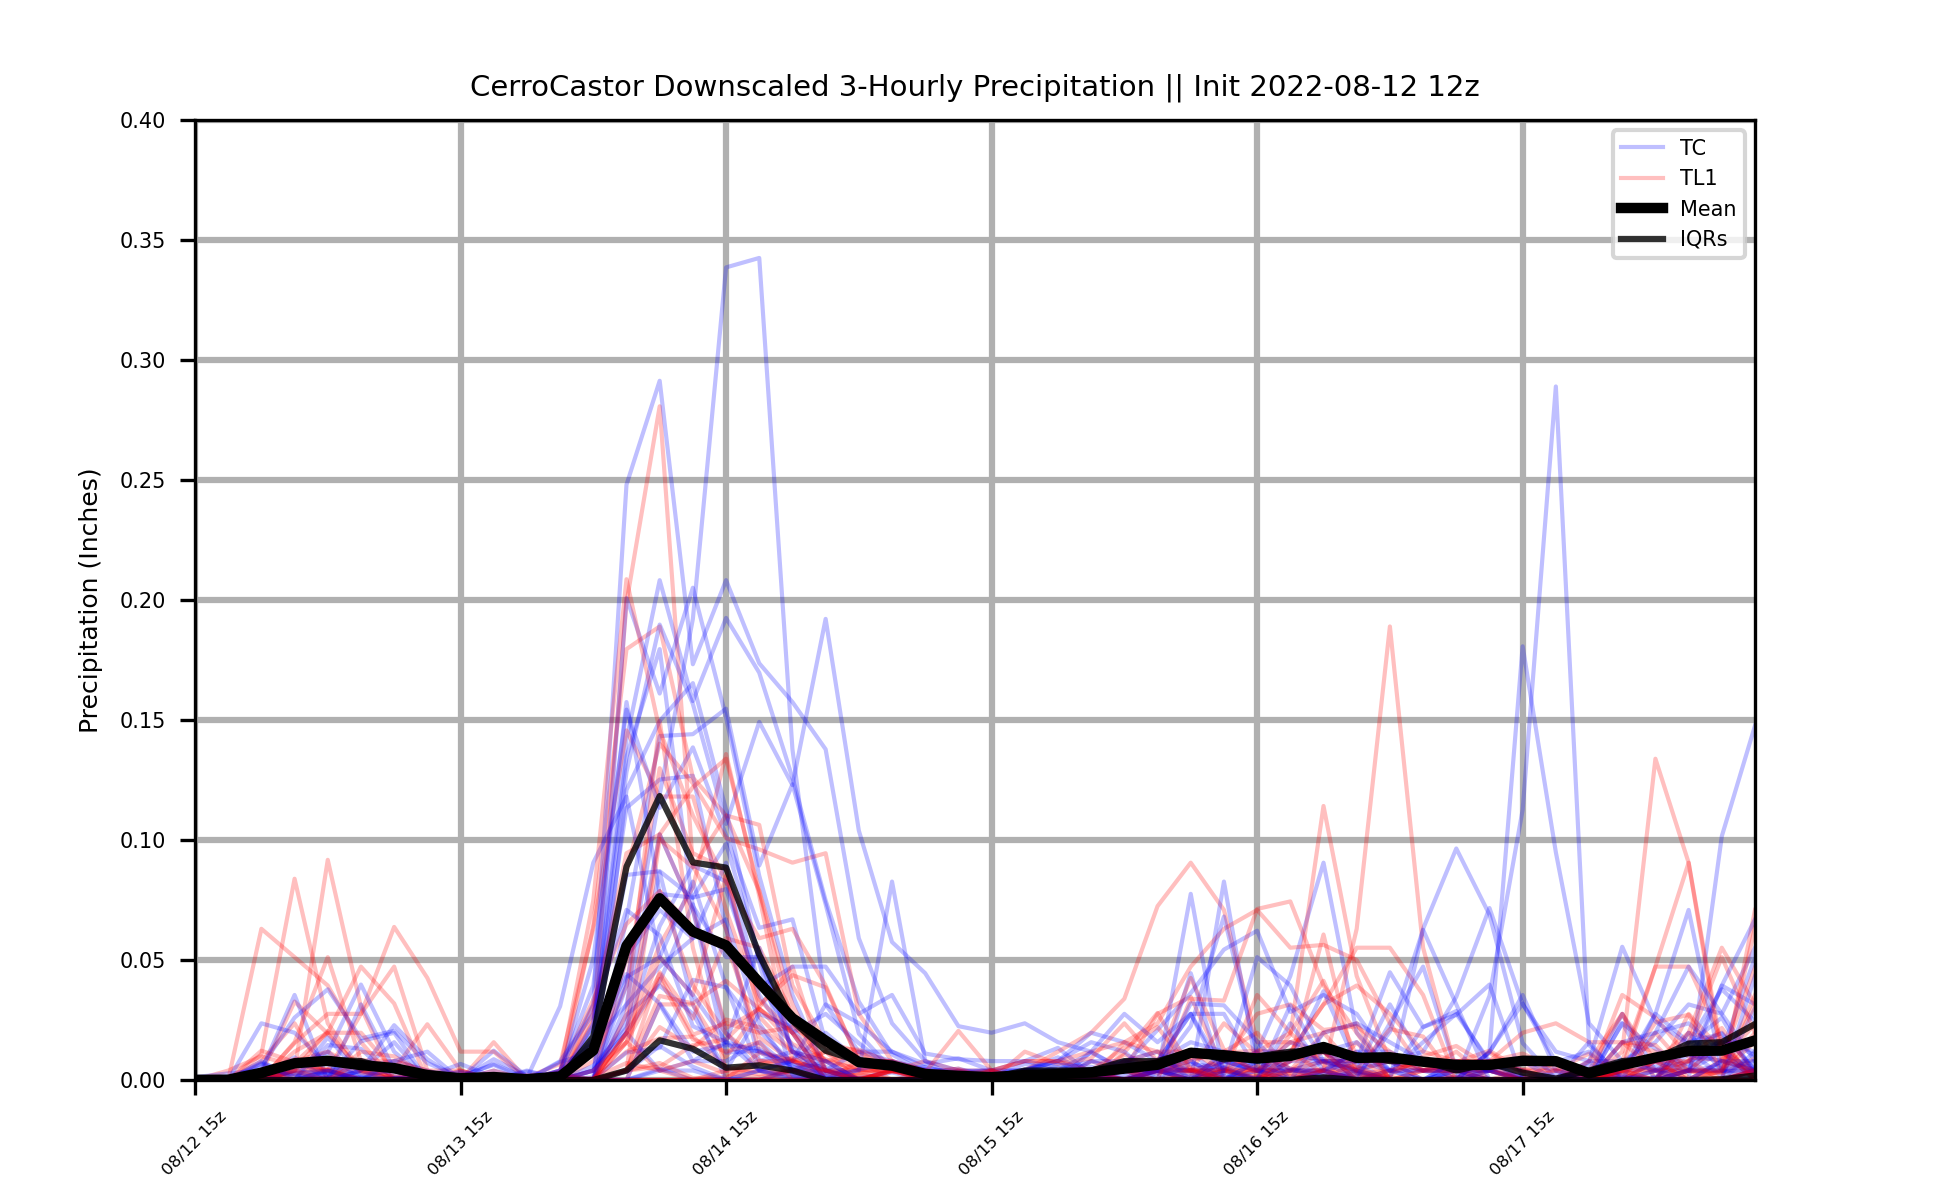 CerroCastor Downscaled 3-Hourly Precipitation || Init 2022-08-12 12z
TC
TL1
Mean
IQRs
Precipitation (Inches)
0.40
0.35
0.30
0.25
0.20
0.15
0.10
0.05
0.00
08/12 15z
08/13 15z
08/14 15z
08/15 15z
08/16 15z
08/17 15z